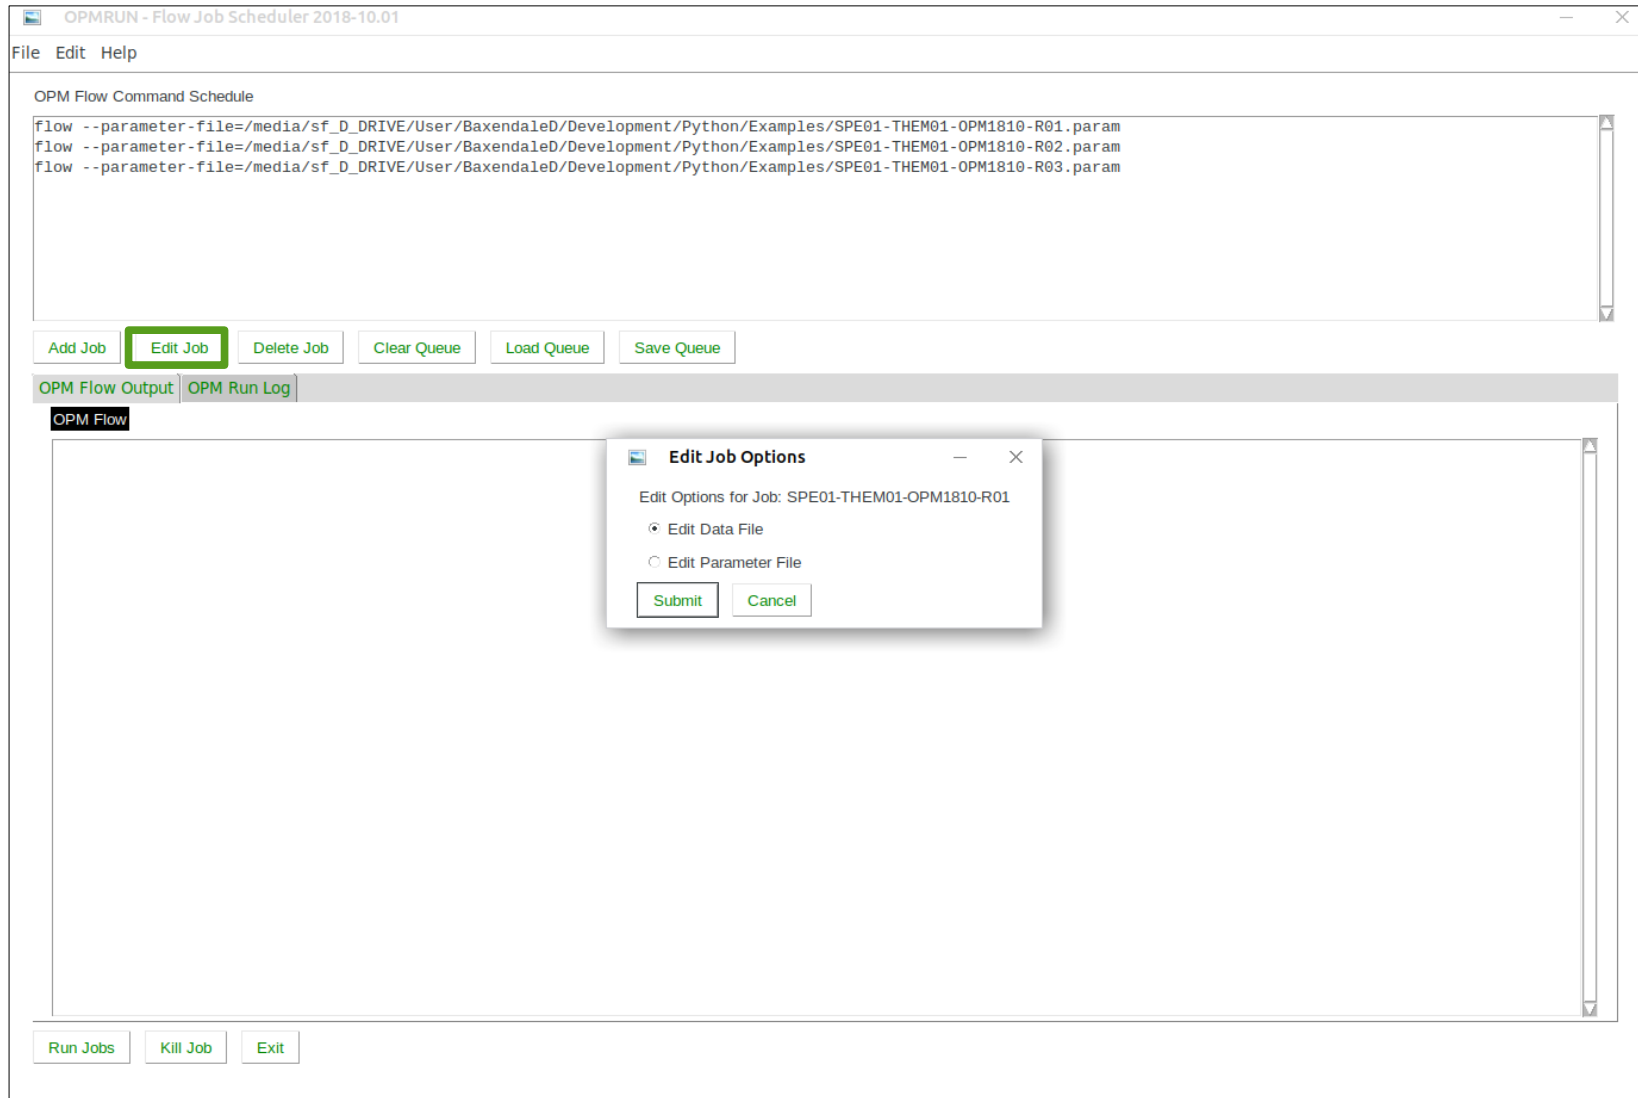 OPMRUN - Flow Job Scheduler 2018-10.01
File Edit Help
OPM Flow Command Schedule
flow --parameter-file=/media/sf_D_DRIVE/User/BaxendaleD/Development/Python/Examples/SPE01-THEM01-OPM1810-R01.param
flow --parameter-file=/media/sf_D_DRIVE/User/BaxendaleD/Development/Python/Examples/SPE01-THEM01-OPM1810-R02.param
flow --parameter-file=/media/sf_D_DRIVE/User/BaxendaleD/Development/Python/Examples/SPE01-THEM01-OPM1810-R03.param
Add Job Edit Job Delete Job Clear Queue Load Queue Save Queue
OPM Flow Output OPM Run Log
OPM Flow
Edit Job Options
Edit Options for Job: SPE01-THEM01-OPM1810-R01
Edit Data File
Edit Parameter File
Submit Cancel
Run Jobs Kill Job Exit